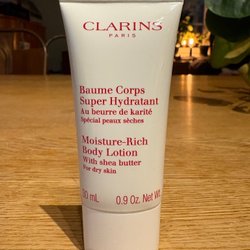 CLARINS
PARIS
Baume Corps
Super Hydratant
Au beurre de karité
Spécial peaux sèches
Moisture-Rich
Body Lotion
With shea butter
For dry skin
0.9 Oz. Net W